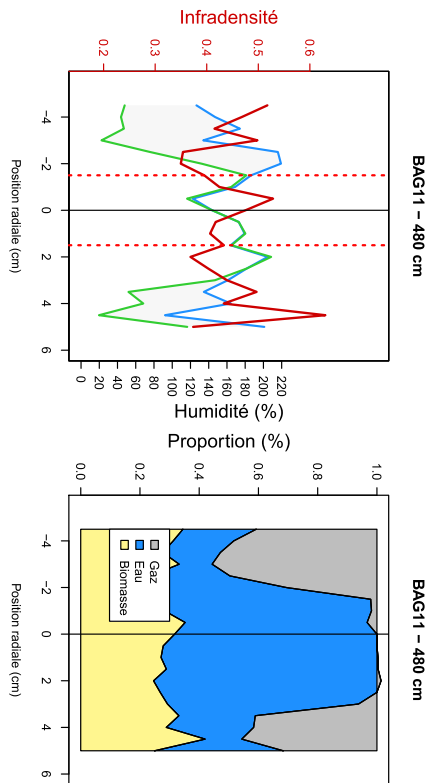 BAG11 − 480 cm
Infradensité
0.2 0.3 0.4 0.5 0.6
−4 −2 0 2 4 6
Position radiale (cm)
0 20 40 60 80 100 120 140 160 180 200 220
Humidité (%)
BAG11 − 480 cm
Proportion (%)
0.0 0.2 0.4 0.6 0.8 1.0
Gaz
Eau
Biomasse
−4 −2 0 2 4 6
Position radiale (cm)